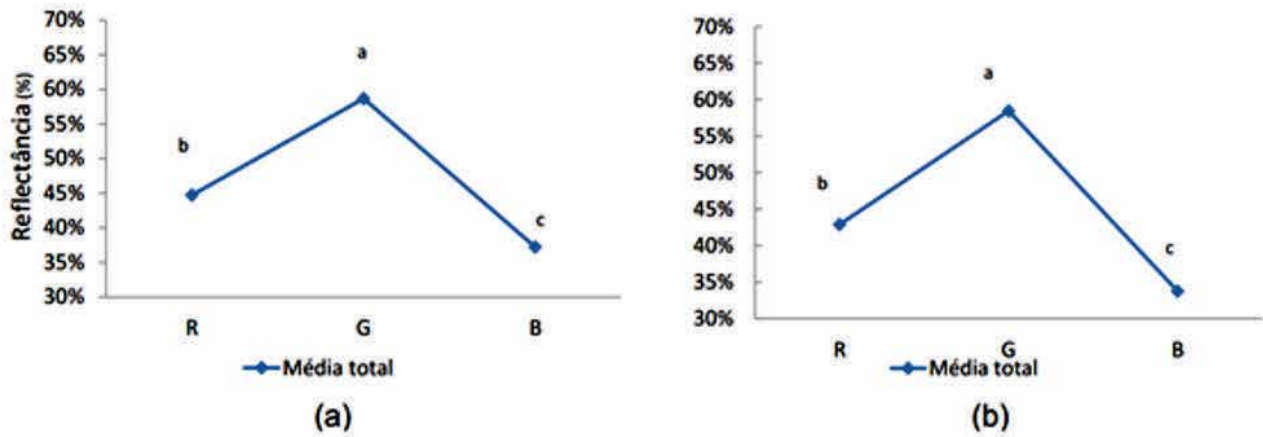 Reflectância (%)
70%
65%
60%
55%
50%
45%
40%
35%
30%
b
a
c
R G B
Média total
(a)
70%
65%
60%
55%
50%
45%
40%
35%
30%
b
a
c
R G B
Média total
(b)